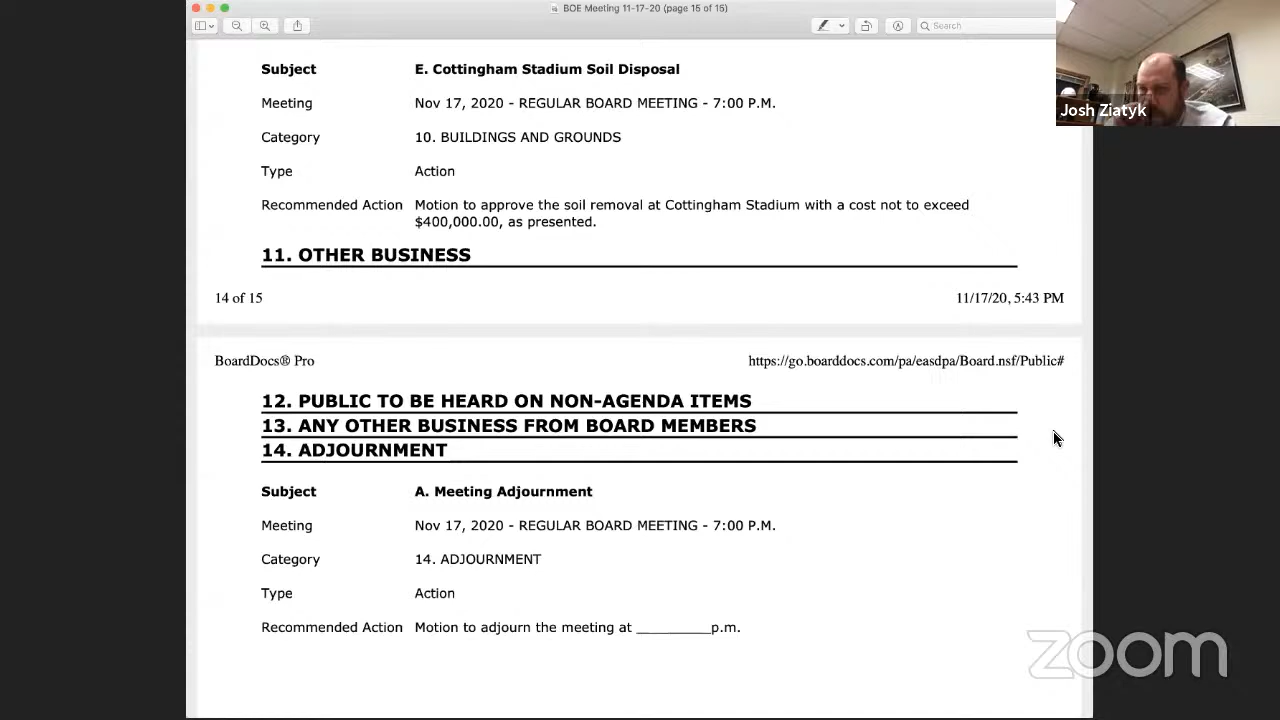 BOE Meeting 11-17-20 (page 15 of 15)
Search
Subject E. Cottingham Stadium Soil Disposal
Meeting Nov 17, 2020 - REGULAR BOARD MEETING - 7:00 P.M.
Category 10. BUILDINGS AND GROUNDS
Type Action
Recommended Action Motion to approve the soil removal at Cottingham Stadium with a cost not to exceed
$400,000.00, as presented.
11. OTHER BUSINESS
14 of 15 11/17/20, 5:43 PM
BoardDocs® Pro https://go.boarddocs.com/pa/easdpa/Board.nsf/Public#
12. PUBLIC TO BE HEARD ON NON-AGENDA ITEMS
13. ANY OTHER BUSINESS FROM BOARD MEMBERS
14. ADJOURNMENT
Subject A. Meeting Adjournment
Meeting Nov 17, 2020 - REGULAR BOARD MEETING - 7:00 P.M.
Category 14. ADJOURNMENT
Type Action
Recommended Action Motion to adjourn the meeting at __________p.m.
Josh Ziatyk
zoom